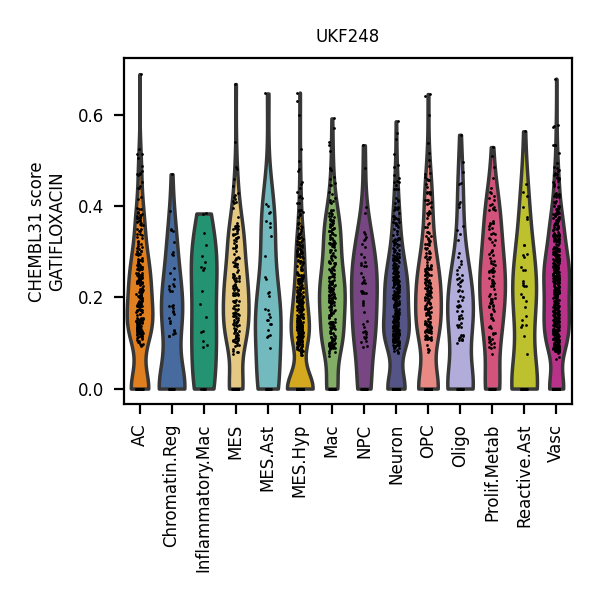 UKF248
CHEMBL31 score
GATIFLOXACIN
0.6
0.4
0.2
0.0
AC
Chromatin.Reg
Inflammatory.Mac
MES
MES.Ast
MES.Hyp
Mac
NPC
Neuron
OPC
Oligo
Prolif.Metab
Reactive.Ast
Vasc